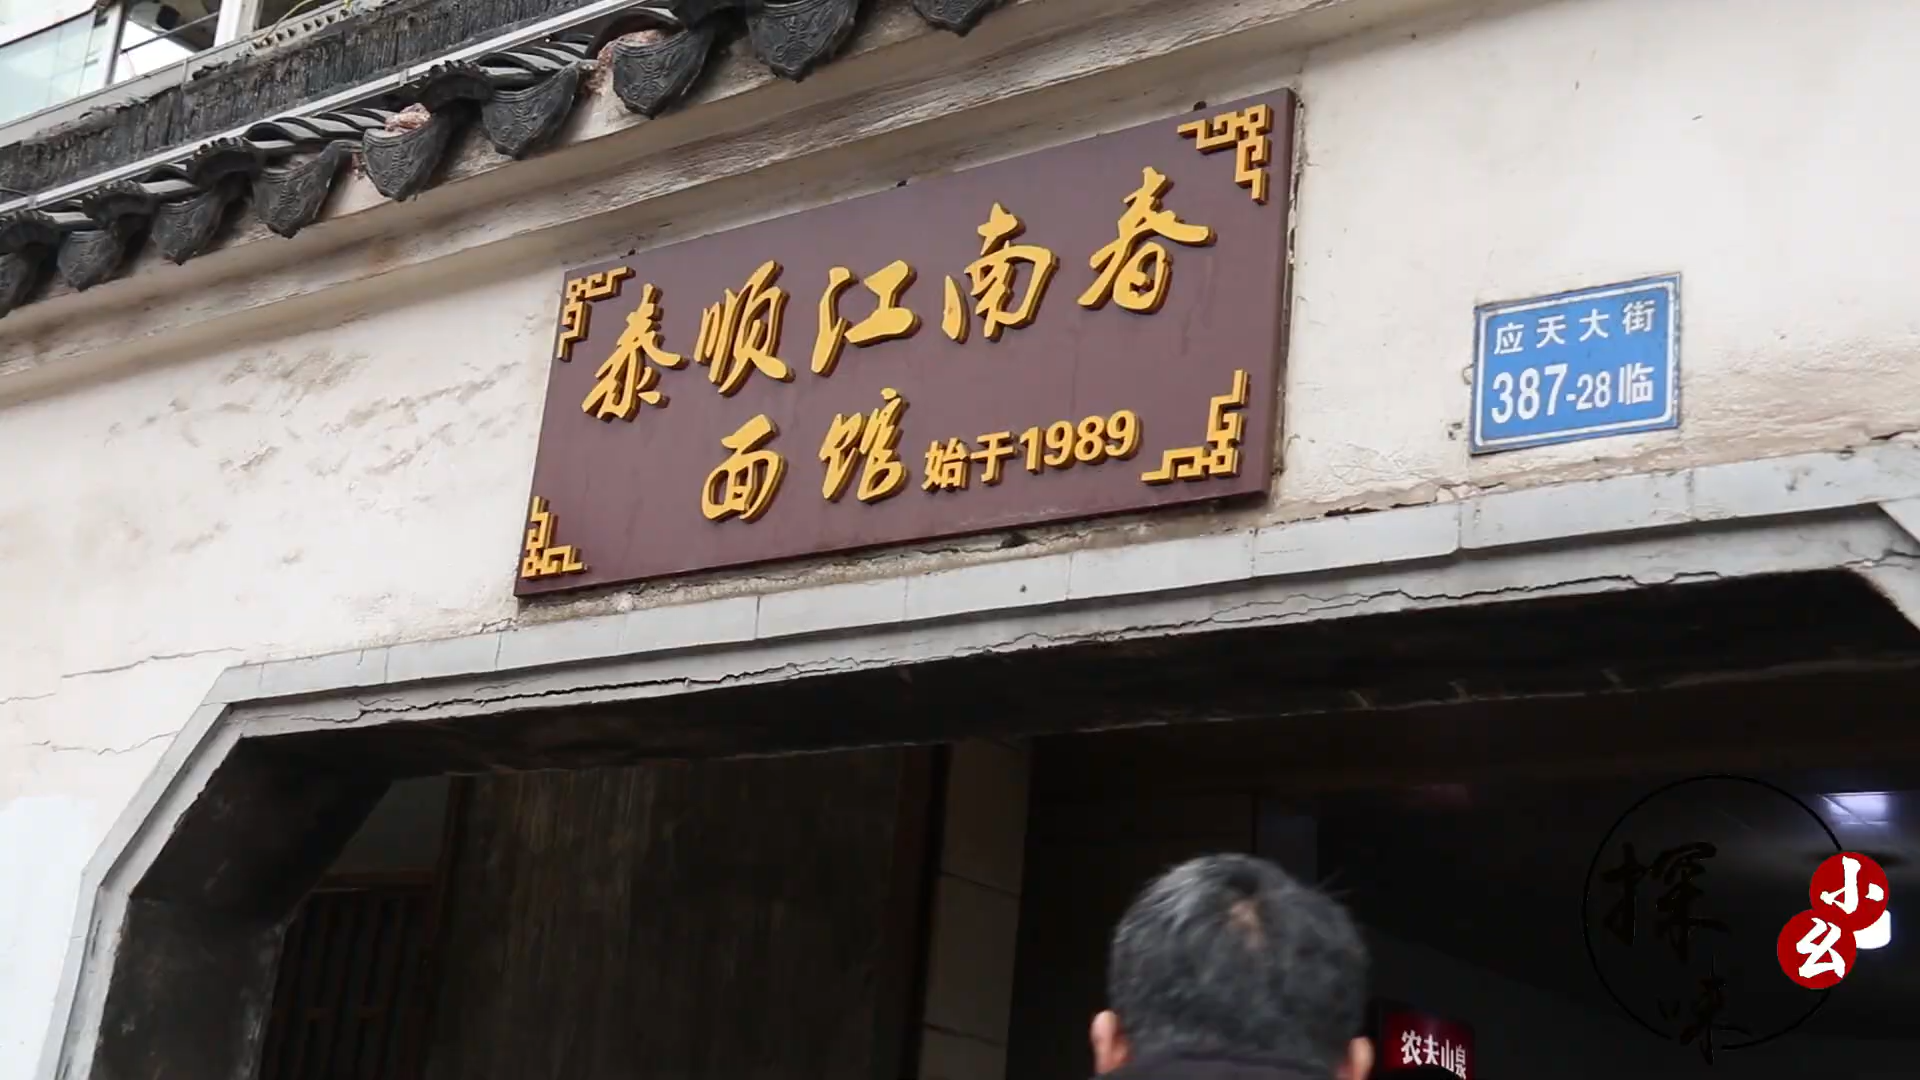 泰顺江南春
面馆 始于1989
应天大街
387-28临
探味
小幺
农夫山泉